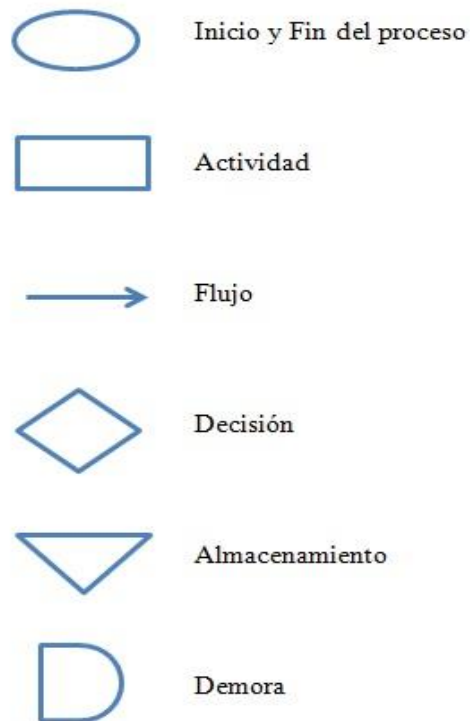 Inicio y Fin del proceso
Actividad
Flujo
Decisión
Almacenamiento
Demora